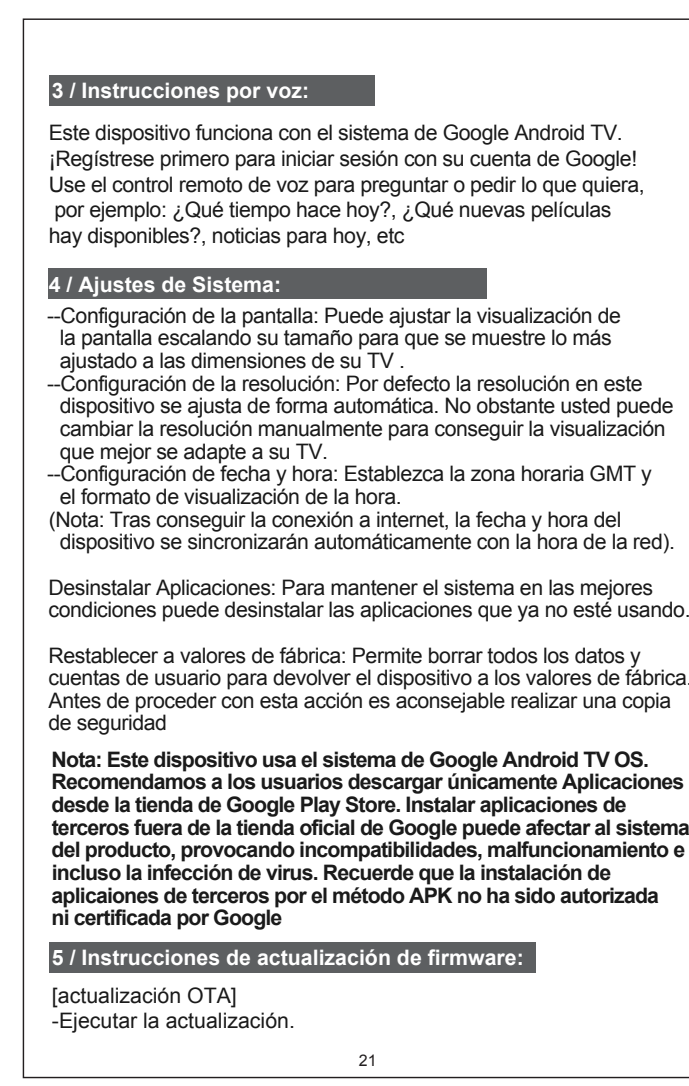 3 / Instrucciones por voz:
Este dispositivo funciona con el sistema de Google Android TV.
¡Regístrese primero para iniciar sesión con su cuenta de Google!
Use el control remoto de voz para preguntar o pedir lo que quiera,
por ejemplo: ¿Qué tiempo hace hoy?, ¿Qué nuevas películas
hay disponibles?, noticias para hoy, etc
4 / Ajustes de Sistema:
--Configuración de la pantalla: Puede ajustar la visualización de
la pantalla escalando su tamaño para que se muestre lo más
ajustado a las dimensiones de su TV .
--Configuración de la resolución: Por defecto la resolución en este
dispositivo se ajusta de forma automática. No obstante usted puede
cambiar la resolución manualmente para conseguir la visualización
que mejor se adapte a su TV.
--Configuración de fecha y hora: Establezca la zona horaria GMT y
el formato de visualización de la hora.
(Nota: Tras conseguir la conexión a internet, la fecha y hora del
dispositivo se sincronizarán automáticamente con la hora de la red).
Desinstalar Aplicaciones: Para mantener el sistema en las mejores
condiciones puede desinstalar las aplicaciones que ya no esté usando.
Restablecer a valores de fábrica: Permite borrar todos los datos y
cuentas de usuario para devolver el dispositivo a los valores de fábrica.
Antes de proceder con esta acción es aconsejable realizar una copia
de seguridad
Nota: Este dispositivo usa el sistema de Google Android TV OS.
Recomendamos a los usuarios descargar únicamente Aplicaciones
desde la tienda de Google Play Store. Instalar aplicaciones de
terceros fuera de la tienda oficial de Google puede afectar al sistema
del producto, provocando incompatibilidades, malfuncionamiento e
incluso la infección de virus. Recuerde que la instalación de
aplicaiones de terceros por el método APK no ha sido autorizada
ni certificada por Google
5 / Instrucciones de actualización de firmware:
[actualización OTA]
-Ejecutar la actualización.
21